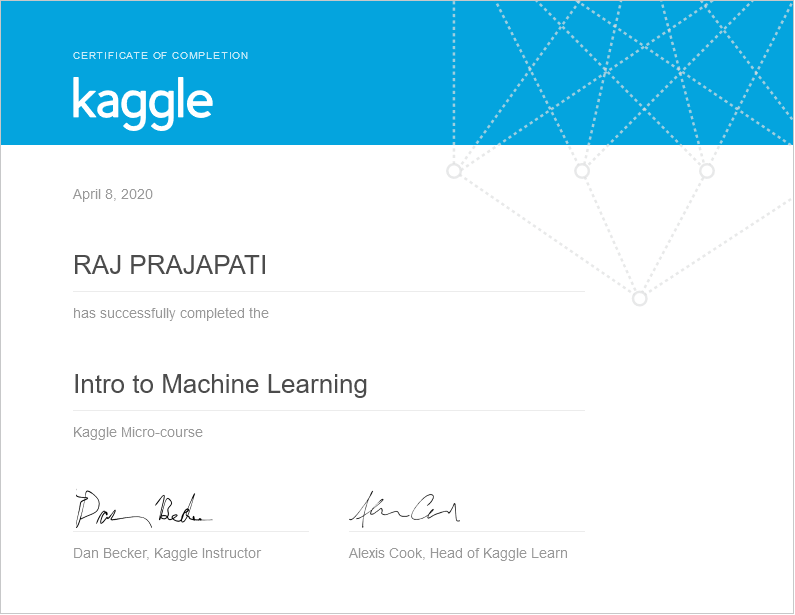 CERTIFICATE OF COMPLETION
kaggle
April 8, 2020
RAJ PRAJAPATI
has successfully completed the
Intro to Machine Learning
Kaggle Micro-course
Dan Becker
Alexis Cook
Dan Becker, Kaggle Instructor
Alexis Cook, Head of Kaggle Learn